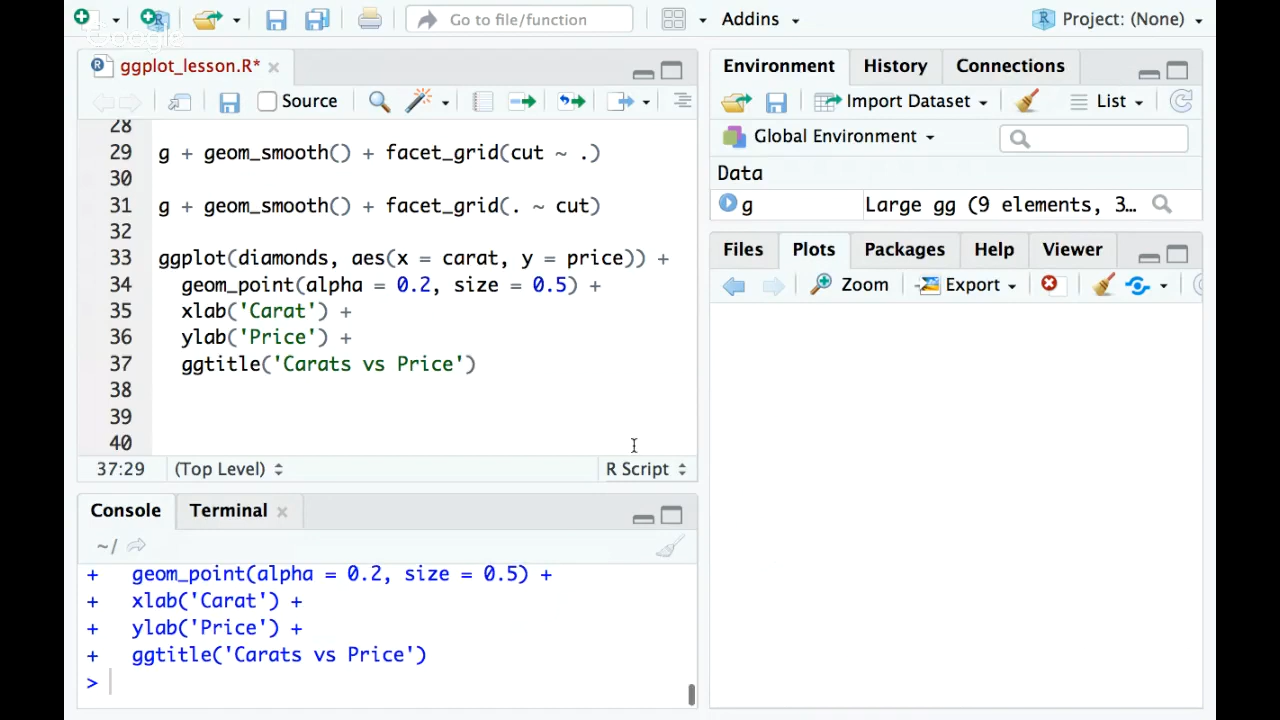 Go to file/function
Addins
Project: (None)
Google
ggplot_lesson.R*
Source
28
29 g + geom_smooth() + facet_grid(cut ~ .)
30
31 g + geom_smooth() + facet_grid(. ~ cut)
32
33 ggplot(diamonds, aes(x = carat, y = price)) +
34 geom_point(alpha = 0.2, size = 0.5) +
35 xlab('Carat') +
36 ylab('Price') +
37 ggtitle('Carats vs Price')
38
39
40
37:29 (Top Level) R Script
Console Terminal
~/
+ geom_point(alpha = 0.2, size = 0.5) +
+ xlab('Carat') +
+ ylab('Price') +
+ ggtitle('Carats vs Price')
>
Environment History Connections
Import Dataset List
Global Environment
Data
g Large gg (9 elements, 3…
Files Plots Packages Help Viewer
Zoom Export